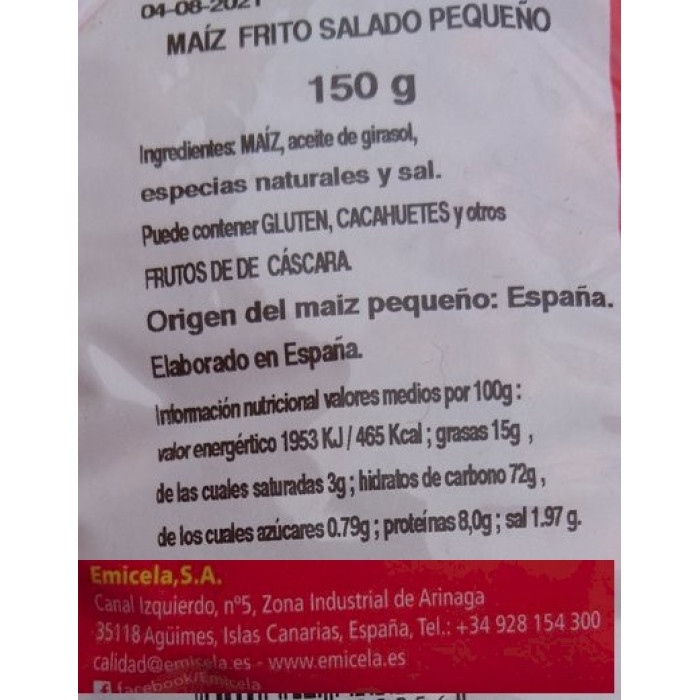 04-08-2021
MAÍZ FRITO SALADO PEQUEÑO
150 g
Ingredientes: MAÍZ, aceite de girasol,
especias naturales y sal.
Puede contener GLUTEN, CACAHUETES y otros
FRUTOS DE DE CÁSCARA.
Origen del maiz pequeño: España.
Elaborado en España.
Información nutricional valores medios por 100g :
valor energértico 1953 KJ / 465 Kcal ; grasas 15g ,
de las cuales saturadas 3g ; hidratos de carbono 72g ,
de los cuales azúcares 0.79g ; proteínas 8,0g ; sal 1.97 g.
Emicela,S.A.
Canal Izquierdo, nº5, Zona Industrial de Arinaga
35118 Agüimes, Islas Canarias, España, Tel.: +34 928 154 300
calidad@emicela.es - www.emicela.es
facebook/Emicela